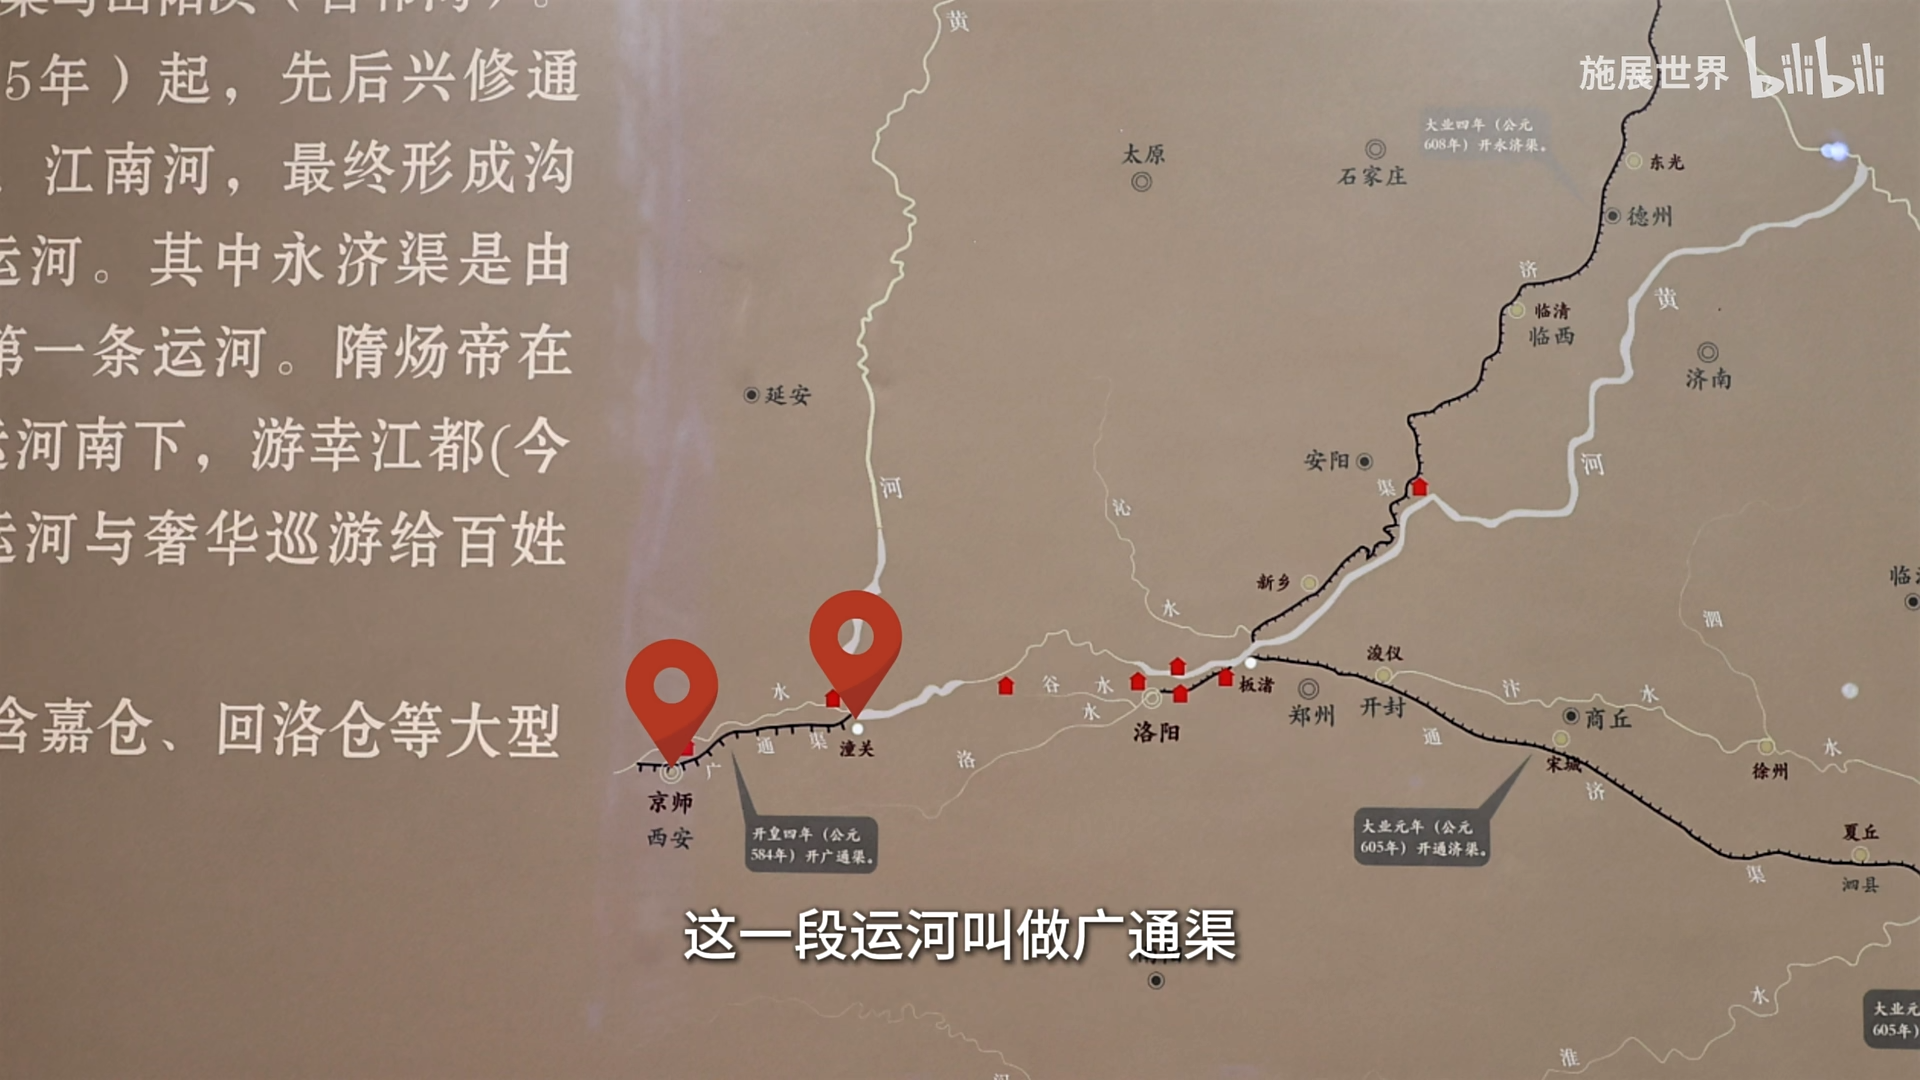 5年）起，先后兴修通
江南河，最终形成沟
运河。其中永济渠是由
第一条运河。隋炀帝在
运河南下，游幸江都(今
运河与奢华巡游给百姓
含嘉仓、回洛仓等大型
施展世界 bilibili
黄
大业四年（公元
608年）开永济渠。
太原
石家庄
东光
德州
济
临清
临西
黄
济南
延安
安阳
渠
河
河
沁
水
新乡
泗
浚仪
开封
汴
水
水
谷
水
水
板渚
郑州
商丘
洛阳
洛
通
宋城
济
徐州
水
潼关
广
通
渠
京师
西安
开皇四年（公元
584年）开广通渠。
大业元年（公元
605年）开通济渠。
夏丘
泗县
渠
这一段运河叫做广通渠
水
淮
大业元
605年）